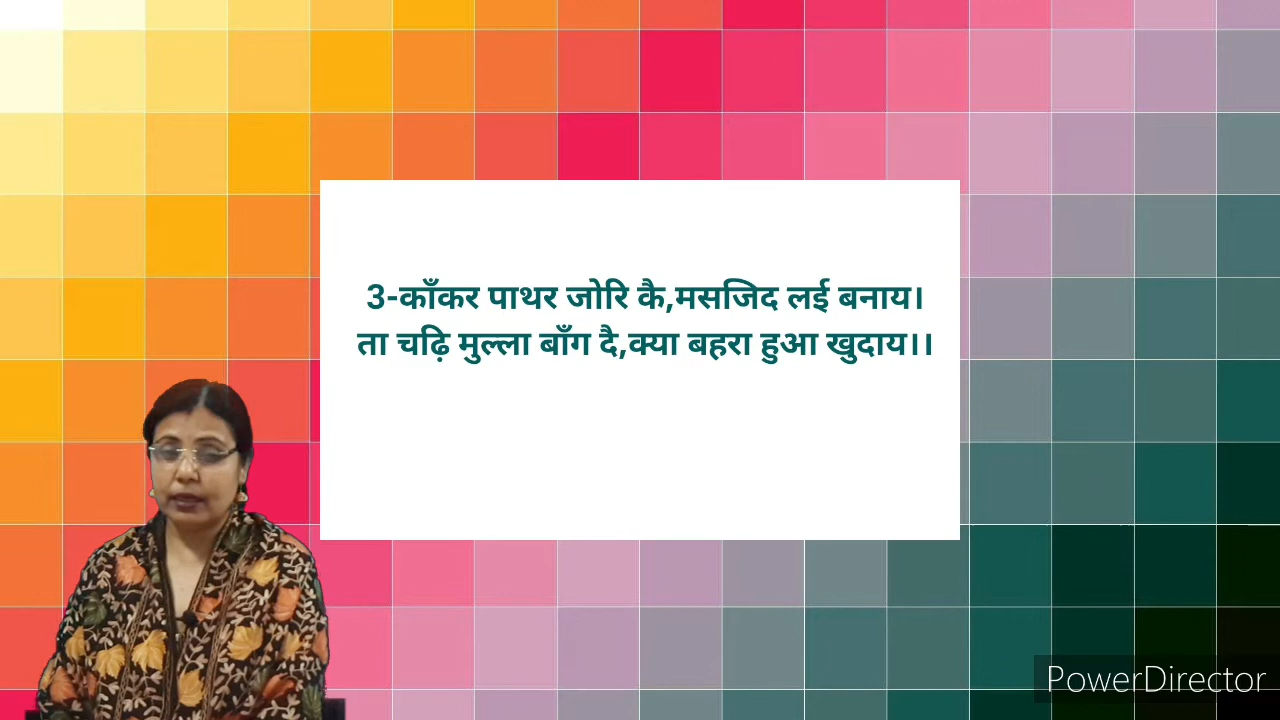 3-काँकर पाथर जोरि कै,मसजिद लई बनाय।
ता चढ़ि मुल्ला बाँग दै,क्या बहरा हुआ खुदाय।।
PowerDirector